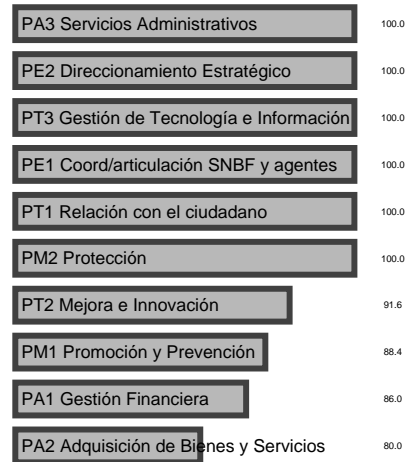 PA3 Servicios Administrativos 100.0
PE2 Direccionamiento Estratégico 100.0
PT3 Gestión de Tecnología e Información 100.0
PE1 Coord/articulación SNBF y agentes 100.0
PT1 Relación con el ciudadano 100.0
PM2 Protección 100.0
PT2 Mejora e Innovación 91.6
PM1 Promoción y Prevención 88.4
PA1 Gestión Financiera 86.0
PA2 Adquisición de Bienes y Servicios 80.0